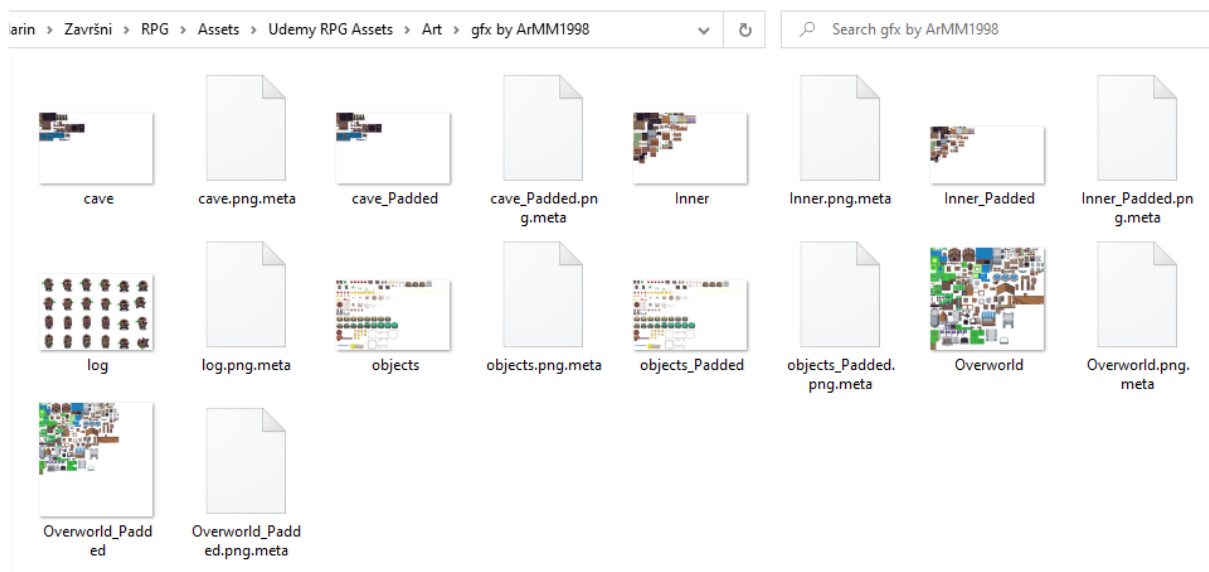 arin > Završni > RPG > Assets > Udemy RPG Assets > Art > gfx by ArMM1998
Search gfx by ArMM1998
cave
cave.png.meta
cave_Padded
cave_Padded.pn
g.meta
Inner
Inner.png.meta
Inner_Padded
Inner_Padded.pn
g.meta
log
log.png.meta
objects
objects.png.meta
objects_Padded
objects_Padded.
png.meta
Overworld
Overworld.png.
meta
Overworld_Padd
ed
Overworld_Padd
ed.png.meta